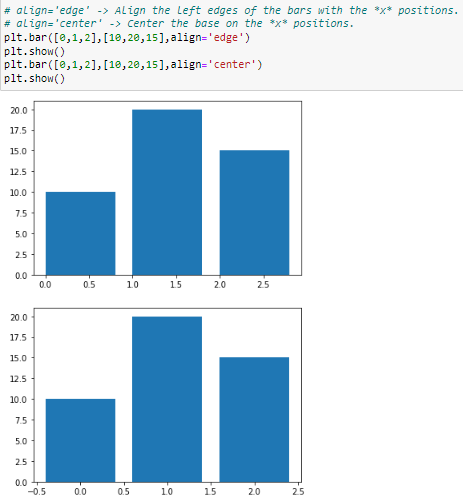 # align='edge' -> Align the Left edges of the bars with the *x* positions.
# align='center' -> Center the base on the *x* positions.
plt.bar([0,1,2],[10,20,15],align='edge')
plt.show()
plt.bar([0,1,2],[10,20,15],align='center')
plt.show()
20.0
17.5
15.0
12.5
10.0
7.5
5.0
2.5
0.0
0.0 0.5 1.0 1.5 2.0 2.5
20.0
17.5
15.0
12.5
10.0
7.5
5.0
2.5
0.0
−0.5 0.0 0.5 1.0 1.5 2.0 2.5